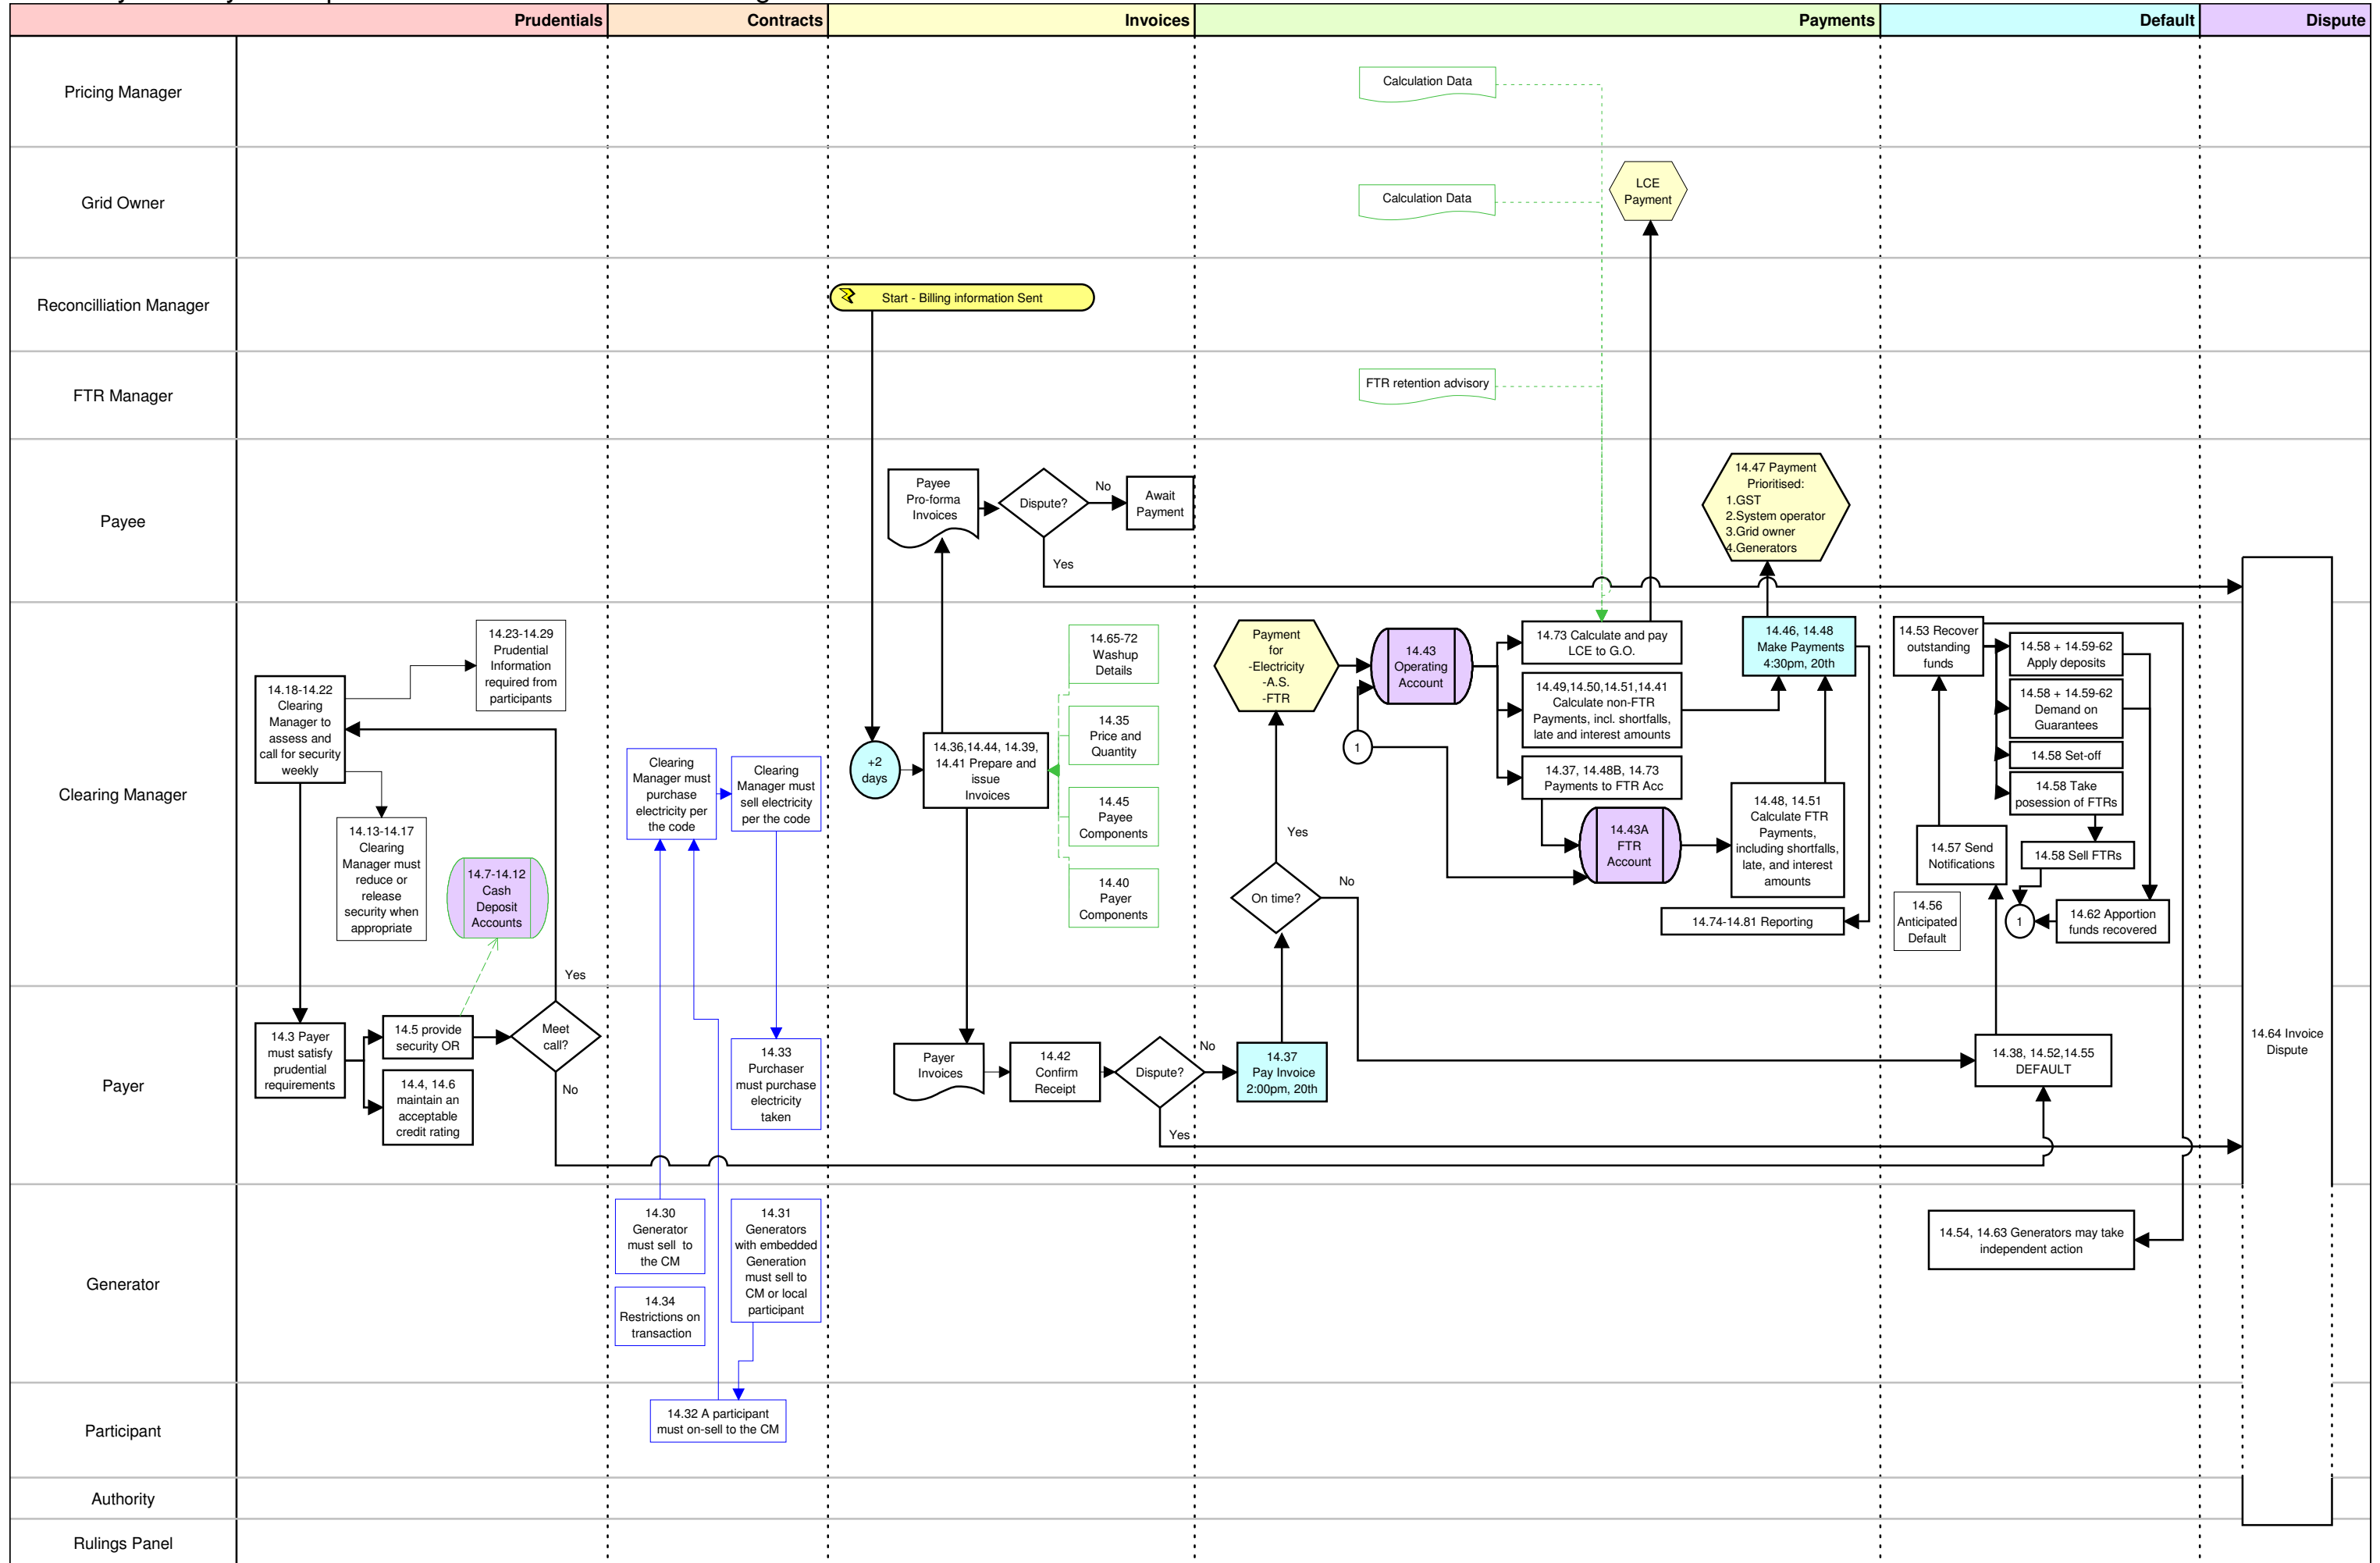 Prudentials
Contracts
Invoices
Payments
Default
Dispute
Pricing Manager
Calculation Data
Grid Owner
Calculation Data
LCE
Payment
Reconcilliation Manager
Start - Billing information Sent
FTR Manager
FTR retention advisory
Payee
Payee
Pro-forma
Invoices
Dispute?
No
Yes
Await
Payment
14.47 Payment
Prioritised:
1.GST
2.System operator
3.Grid owner
4.Generators
Clearing Manager
14.18-14.22
Clearing
Manager to
assess and
call for security
weekly
14.23-14.29
Prudential
Information
required from
participants
14.13-14.17
Clearing
Manager must
reduce or
release
security when
appropriate
14.7-14.12
Cash
Deposit
Accounts
Yes
Clearing
Manager must
purchase
electricity per
the code
Clearing
Manager must
sell electricity
per the code
+2
days
14.36,14.44, 14.39,
14.41 Prepare and
issue
Invoices
14.65-72
Washup
Details
14.35
Price and
Quantity
14.45
Payee
Components
14.40
Payer
Components
Payment
for
-Electricity
-A.S.
-FTR
Yes
On time?
No
1
14.43
Operating
Account
14.73 Calculate and pay
LCE to G.O.
14.49,14.50,14.51,14.41
Calculate non-FTR
Payments, incl. shortfalls,
late and interest amounts
14.37, 14.48B, 14.73
Payments to FTR Acc
14.43A
FTR
Account
14.46, 14.48
Make Payments
4:30pm, 20th
14.48, 14.51
Calculate FTR
Payments,
including shortfalls,
late, and interest
amounts
14.74-14.81 Reporting
14.53 Recover
outstanding
funds
14.58 + 14.59-62
Apply deposits
14.58 + 14.59-62
Demand on
Guarantees
14.58 Set-off
14.58 Take
posession of FTRs
14.58 Sell FTRs
14.57 Send
Notifications
14.56
Anticipated
Default
1
14.62 Apportion
funds recovered
Payer
14.3 Payer
must satisfy
prudential
requirements
14.5 provide
security OR
14.4, 14.6
maintain an
acceptable
credit rating
Meet
call?
No
14.33
Purchaser
must purchase
electricity
taken
Payer
Invoices
14.42
Confirm
Receipt
Dispute?
No
Yes
14.37
Pay Invoice
2:00pm, 20th
14.38, 14.52,14.55
DEFAULT
14.64 Invoice
Dispute
Generator
14.30
Generator
must sell to
the CM
14.34
Restrictions on
transaction
14.31
Generators
with embedded
Generation
must sell to
CM or local
participant
14.54, 14.63 Generators may take
independent action
Participant
14.32 A participant
must on-sell to the CM
Authority
Rulings Panel